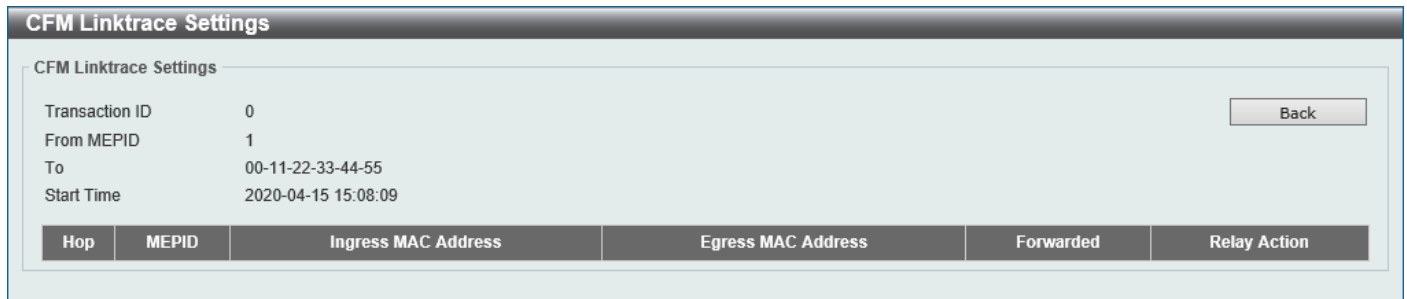 CFM Linktrace Settings
CFM Linktrace Settings
Transaction ID 0
Back
From MEPID 1
To 00-11-22-33-44-55
Start Time 2020-04-15 15:08:09
Hop MEPID Ingress MAC Address Egress MAC Address Forwarded Relay Action